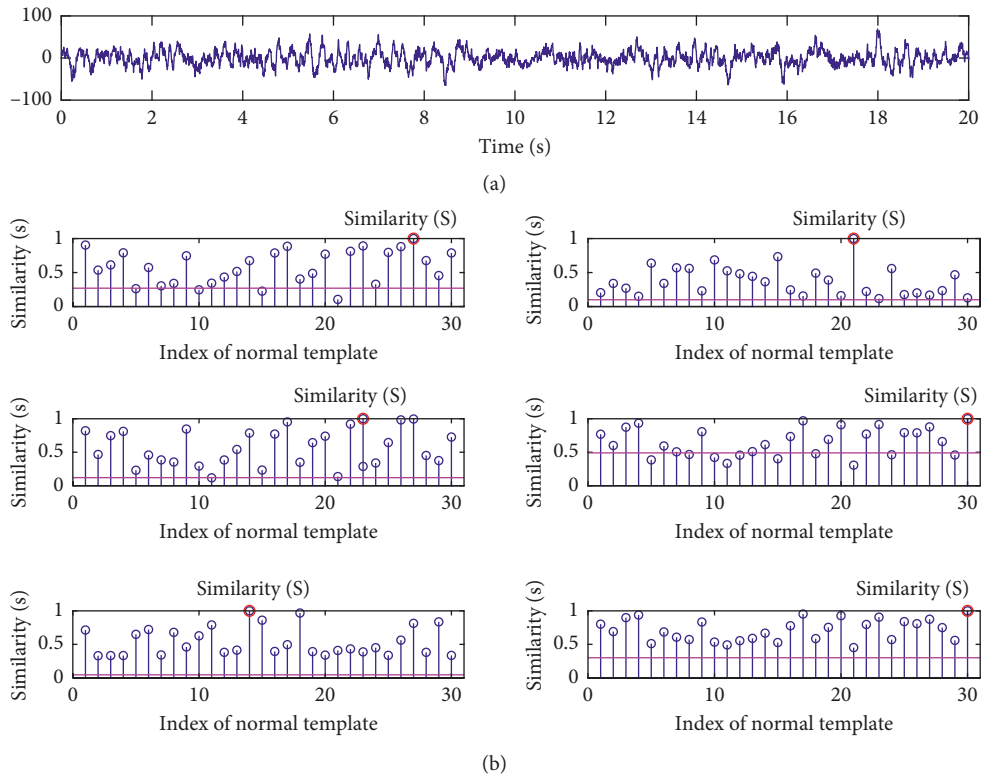 100
0
−100
0 2 4 6 8 10 12 14 16 18 20
Time (s)
(a)
Similarity (S)
Similarity (s)
1
0.5
0
0 10 20 30
Index of normal template
Similarity (S)
Similarity (s)
1
0.5
0
0 10 20 30
Index of normal template
Similarity (S)
Similarity (s)
1
0.5
0
0 10 20 30
Index of normal template
Similarity (S)
Similarity (s)
1
0.5
0
0 10 20 30
Index of normal template
Similarity (S)
Similarity (s)
1
0.5
0
0 10 20 30
Index of normal template
Similarity (S)
Similarity (s)
1
0.5
0
0 10 20 30
Index of normal template
(b)